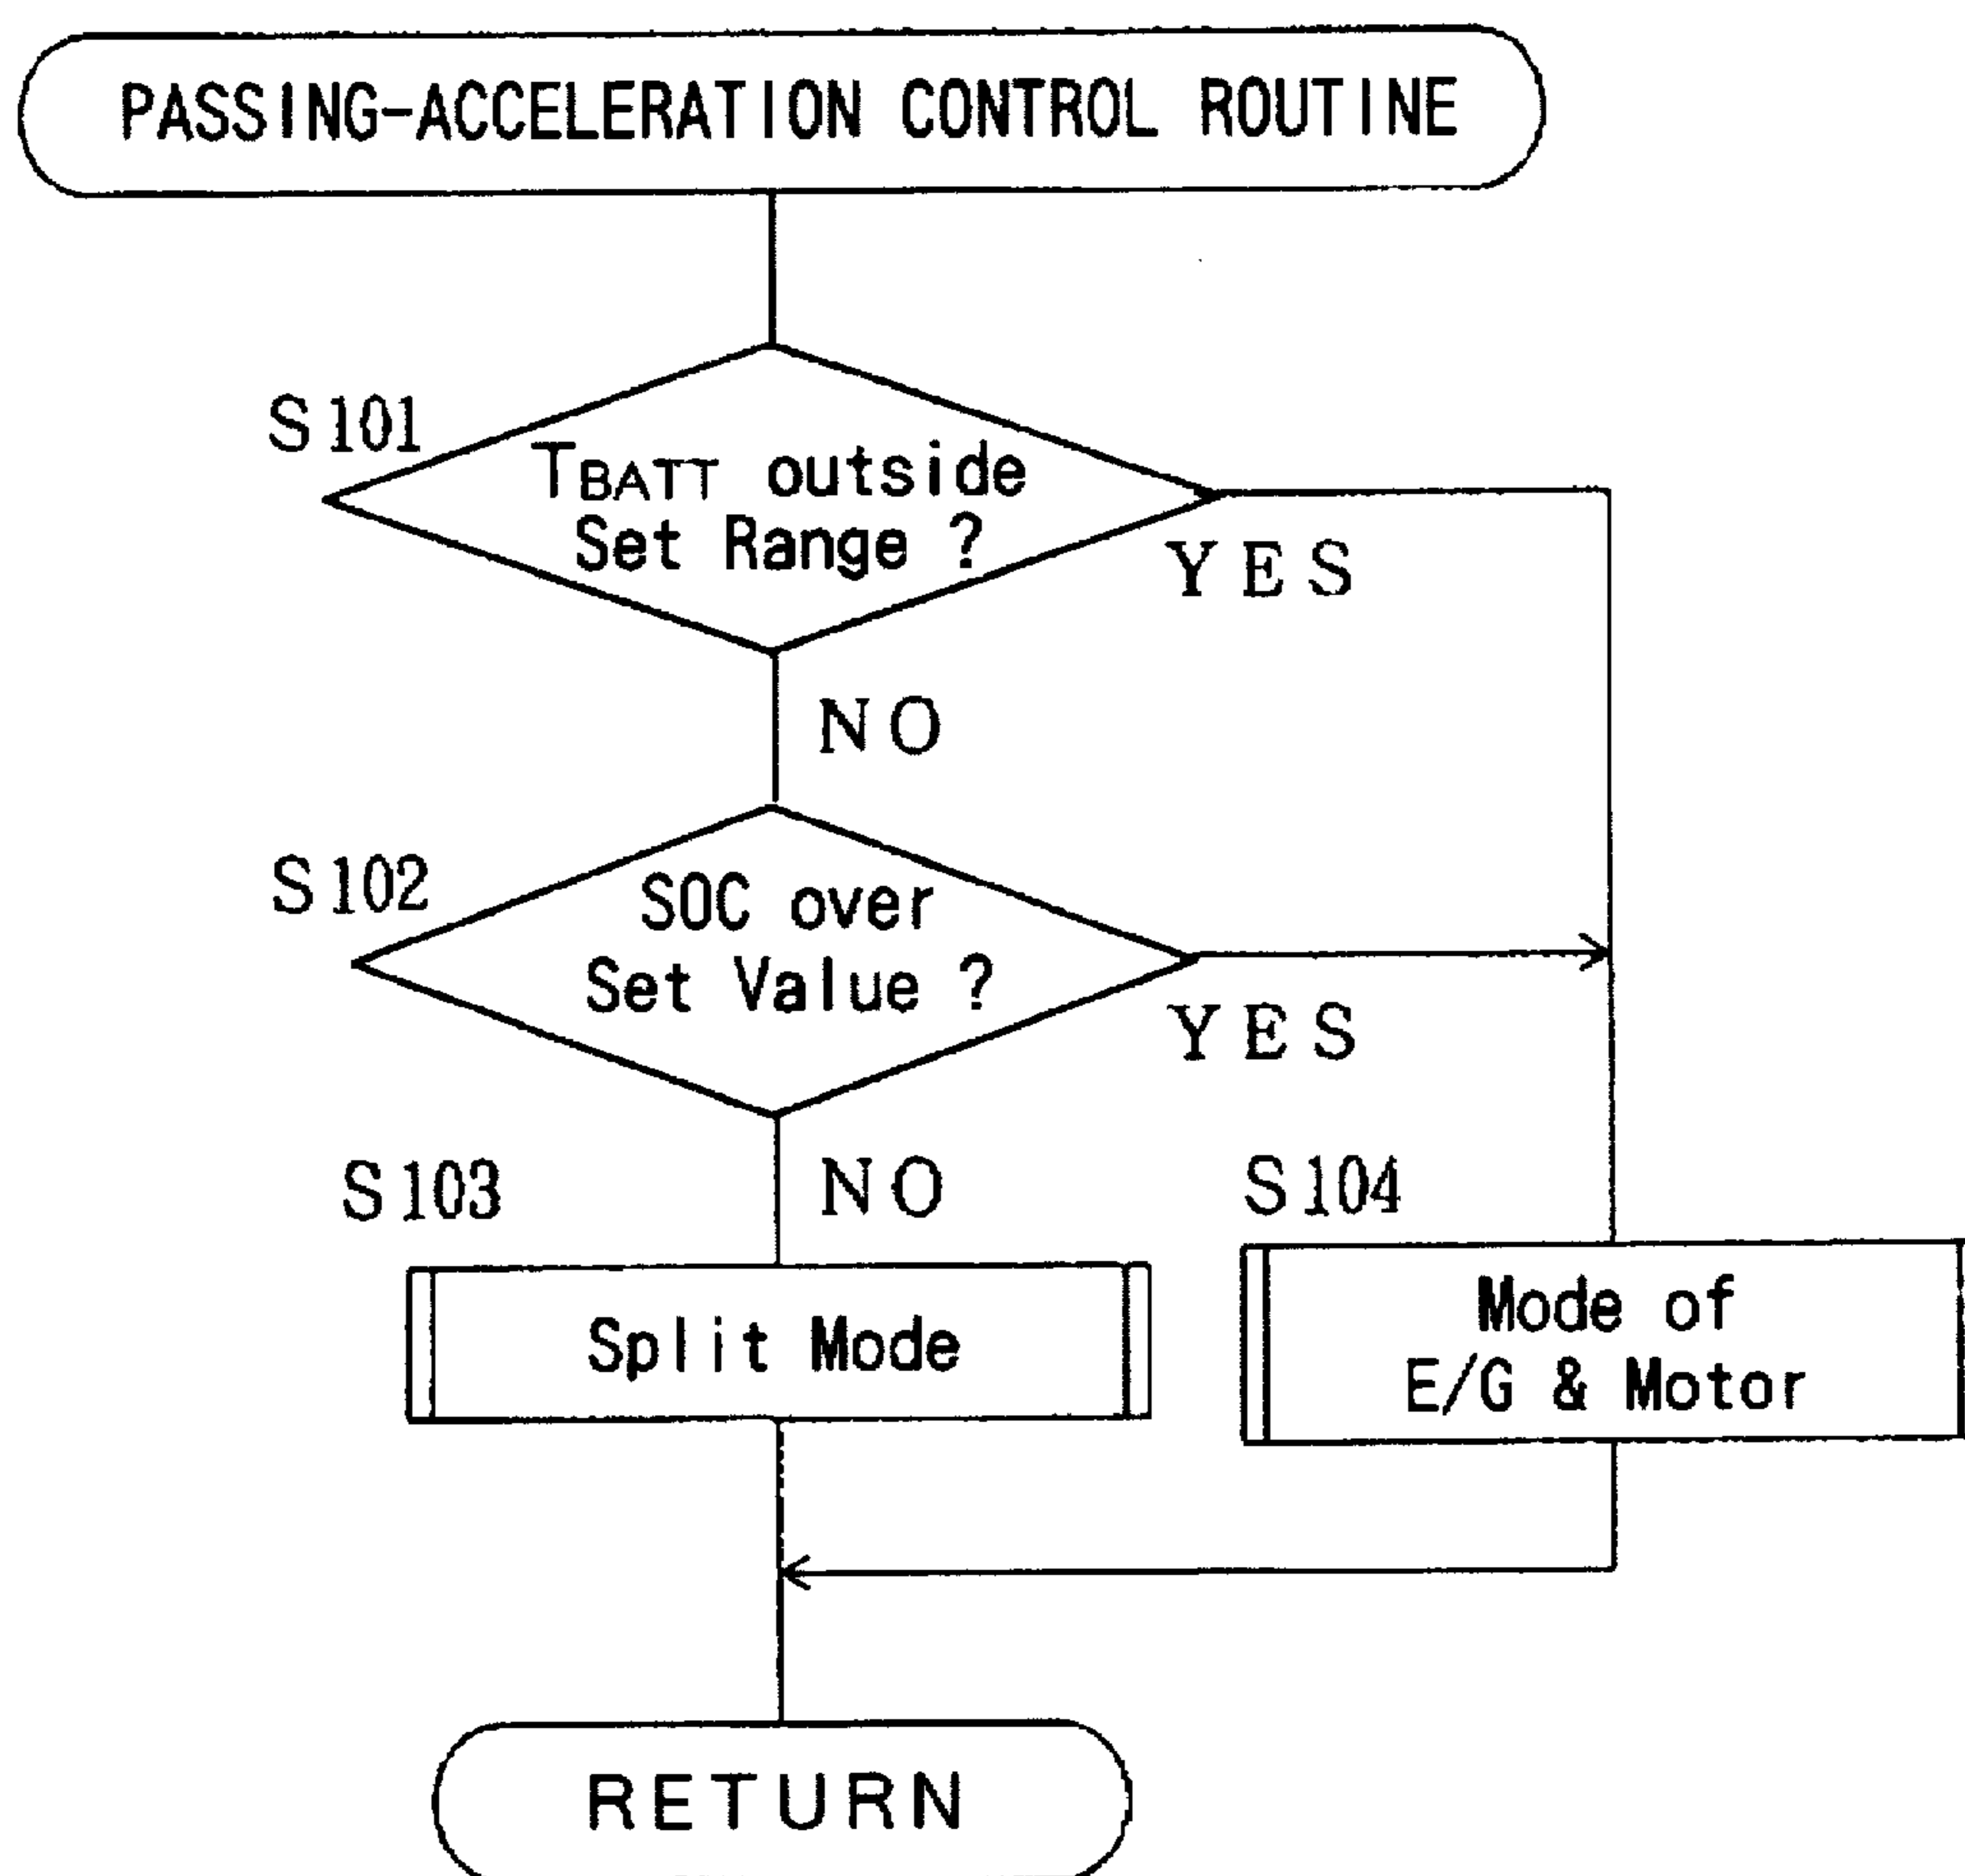 PASSING-ACCELERATION CONTROL ROUTINE
S101
TBATT outside
Set Range ?
YES
NO
S102
SOC over
Set Value ?
YES
NO
S103
S104
Split Mode
Mode of
E/G & Motor
RETURN